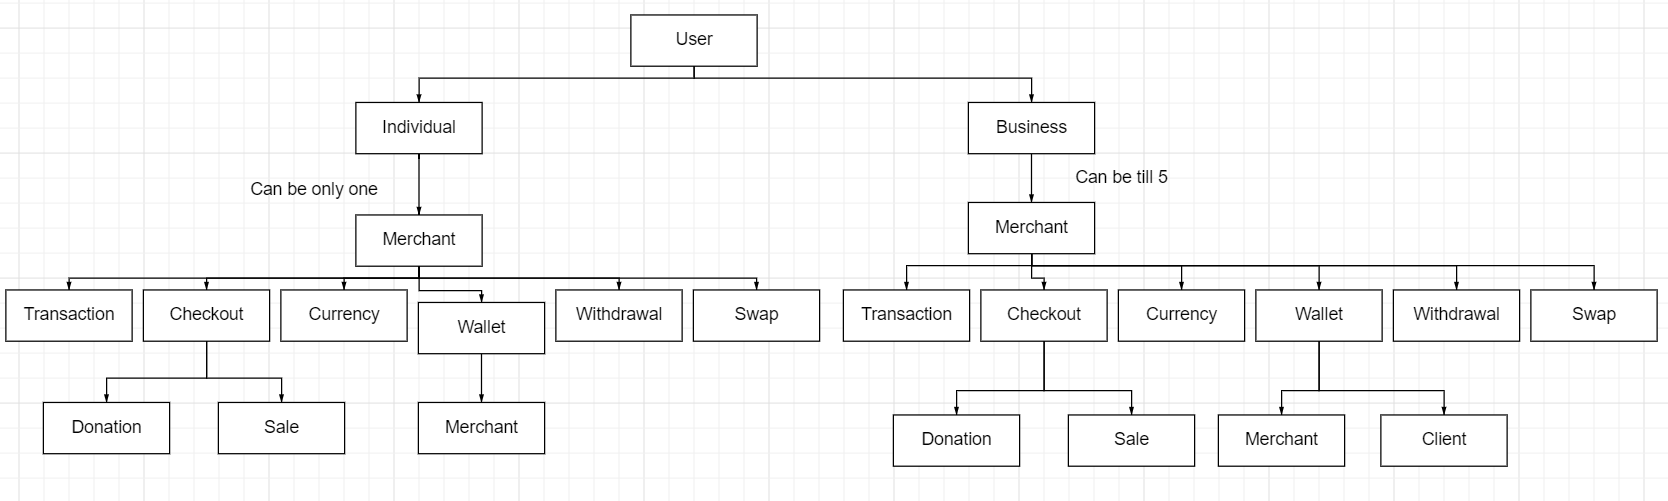 User
Individual
Business
Can be only one
Can be till 5
Merchant
Merchant
Transaction
Checkout
Currency
Wallet
Withdrawal
Swap
Transaction
Checkout
Currency
Wallet
Withdrawal
Swap
Donation
Sale
Merchant
Donation
Sale
Merchant
Client